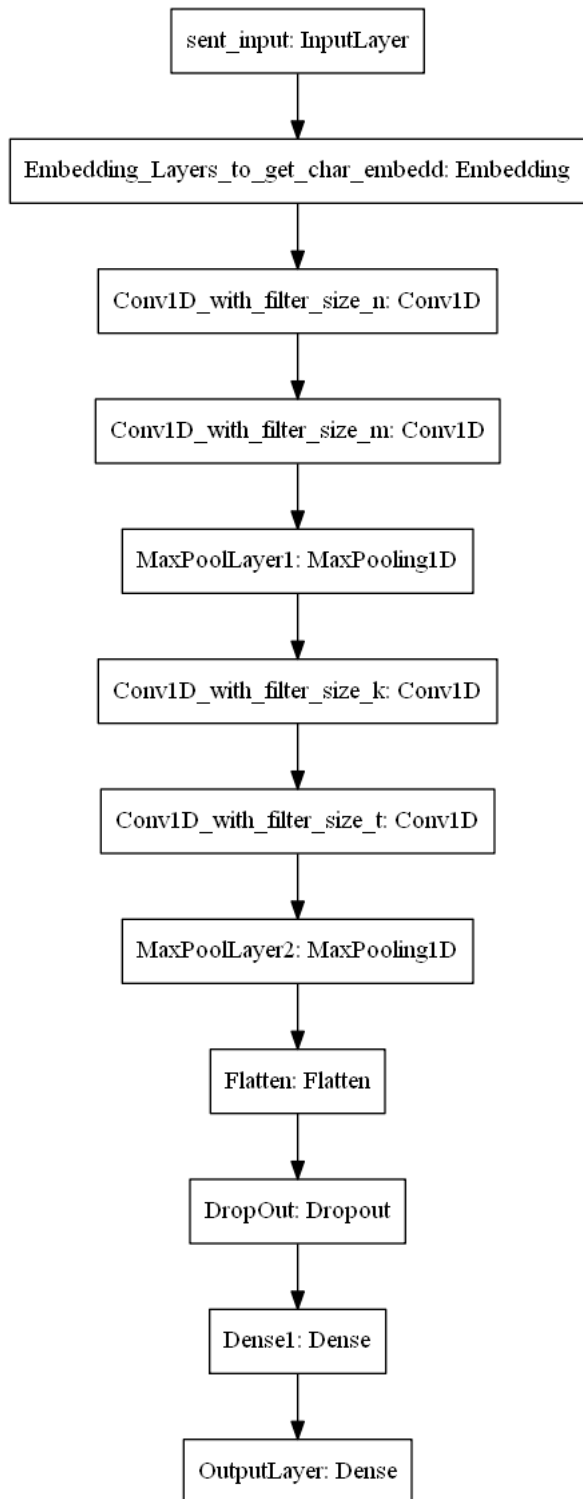 sent_input: InputLayer
Embedding_Layers_to_get_char_embedd: Embedding
Conv1D_with_filter_size_n: Conv1D
Conv1D_with_filter_size_m: Conv1D
MaxPoolLayer1: MaxPooling1D
Conv1D_with_filter_size_k: Conv1D
Conv1D_with_filter_size_t: Conv1D
MaxPoolLayer2: MaxPooling1D
Flatten: Flatten
DropOut: Dropout
Dense1: Dense
OutputLayer: Dense